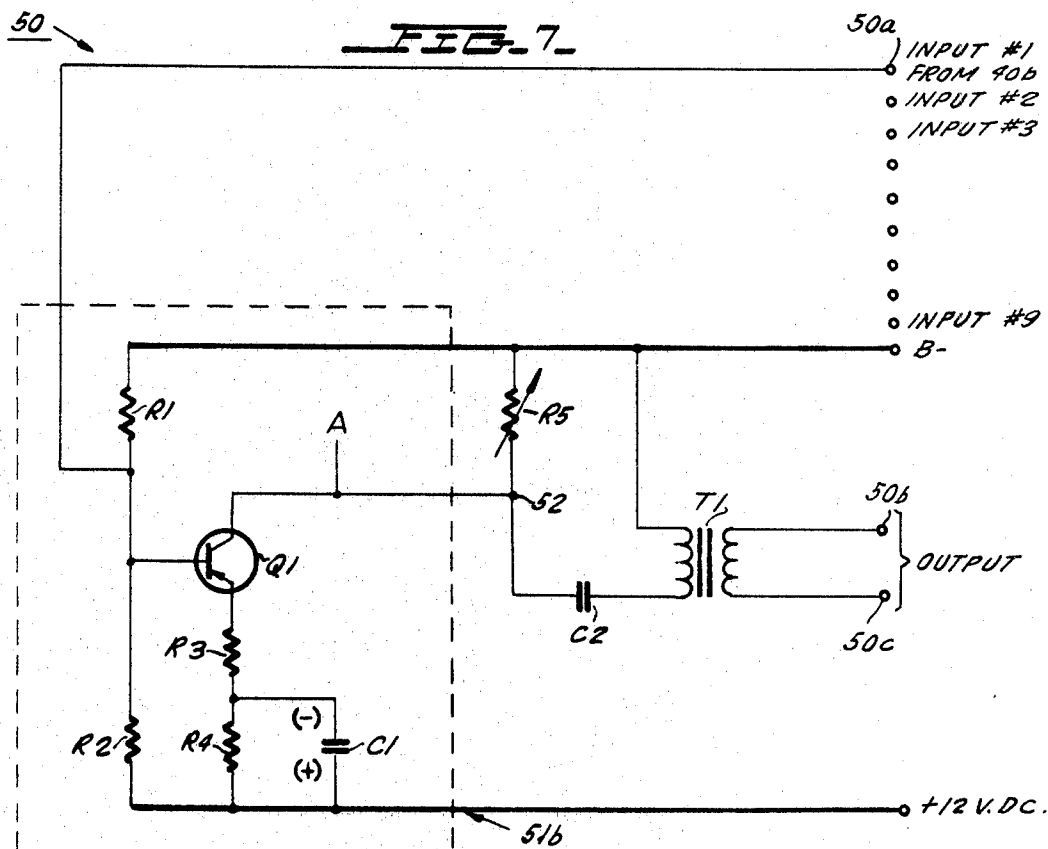 50
FIG-7-
50a
INPUT #1
FROM 40b
INPUT #2
INPUT #3
INPUT #9
B-
R1
A
R5
52
T1
50b
OUTPUT
Q1
C2
50c
R3
(-)
R2
R4
C1
(+)
+12 V.DC.
51b